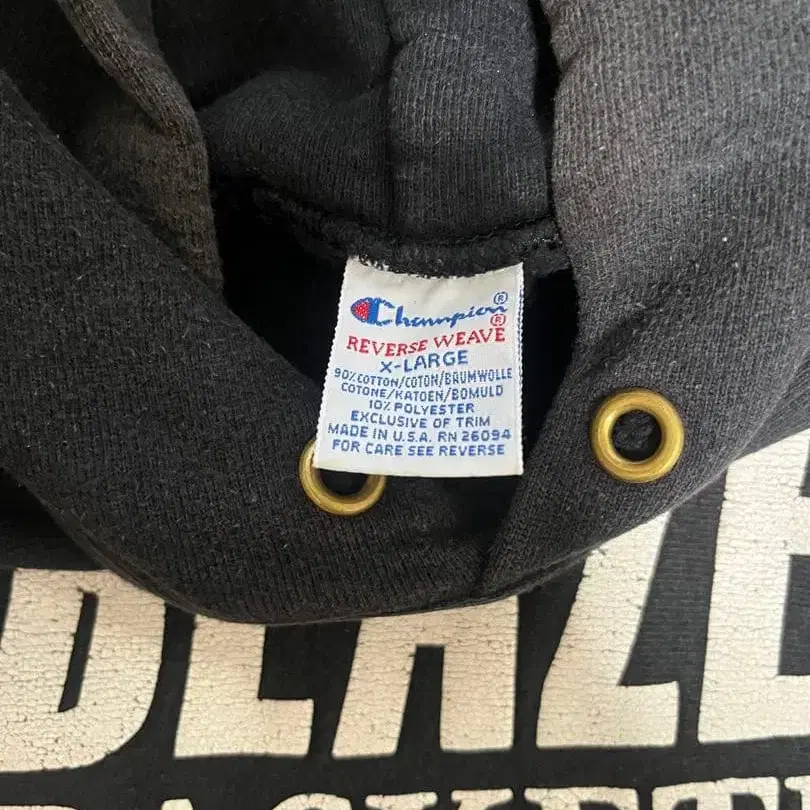 Champion®
REVERSE WEAVE®
X-LARGE
90% COTTON/COTON/BAUMWOLLE
COTONE/KATOEN/BOMULD
10% POLYESTER
EXCLUSIVE OF TRIM
MADE IN U.S.A. RN 26094
FOR CARE SEE REVERSE
BLAZE